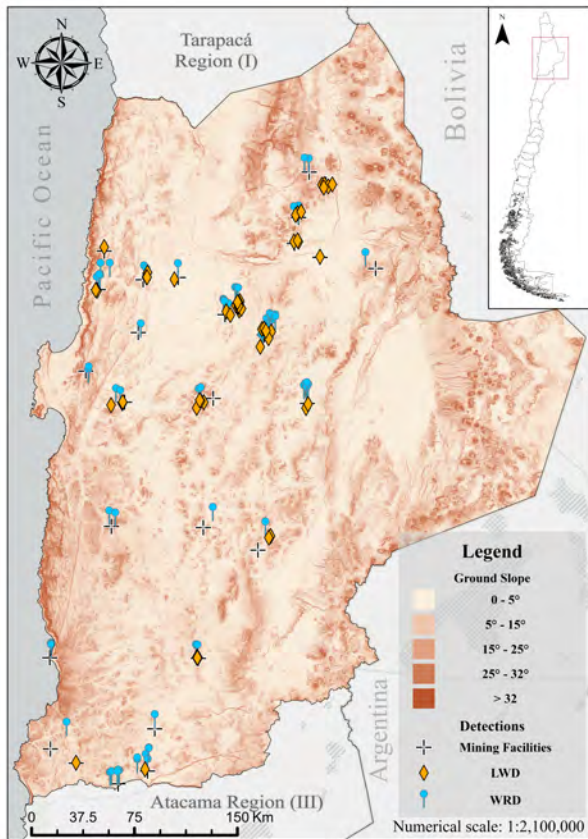 N
W E
S
Tarapacá
Region (I)
N
Bolivia
Pacific Ocean
Argentina
Legend
Ground Slope
0 - 5°
5° - 15°
15° - 25°
25° - 32°
> 32
Detections
Mining Facilities
LWD
WRD
0 37.5 75 150 KM
Atacama Region (III)
Numerical scale: 1:2,100,000